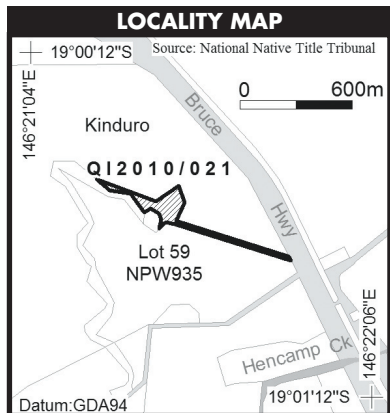 LOCALITY MAP
19°00'12"S
Source: National Native Title Tribunal
146°21'04"E
0 600m
Kinduro
Bruce
Hwy
QI2010/021
Lot 59
NPW935
Hencamp Ck
146°22'06"E
19°01'12"S
Datum:GDA94